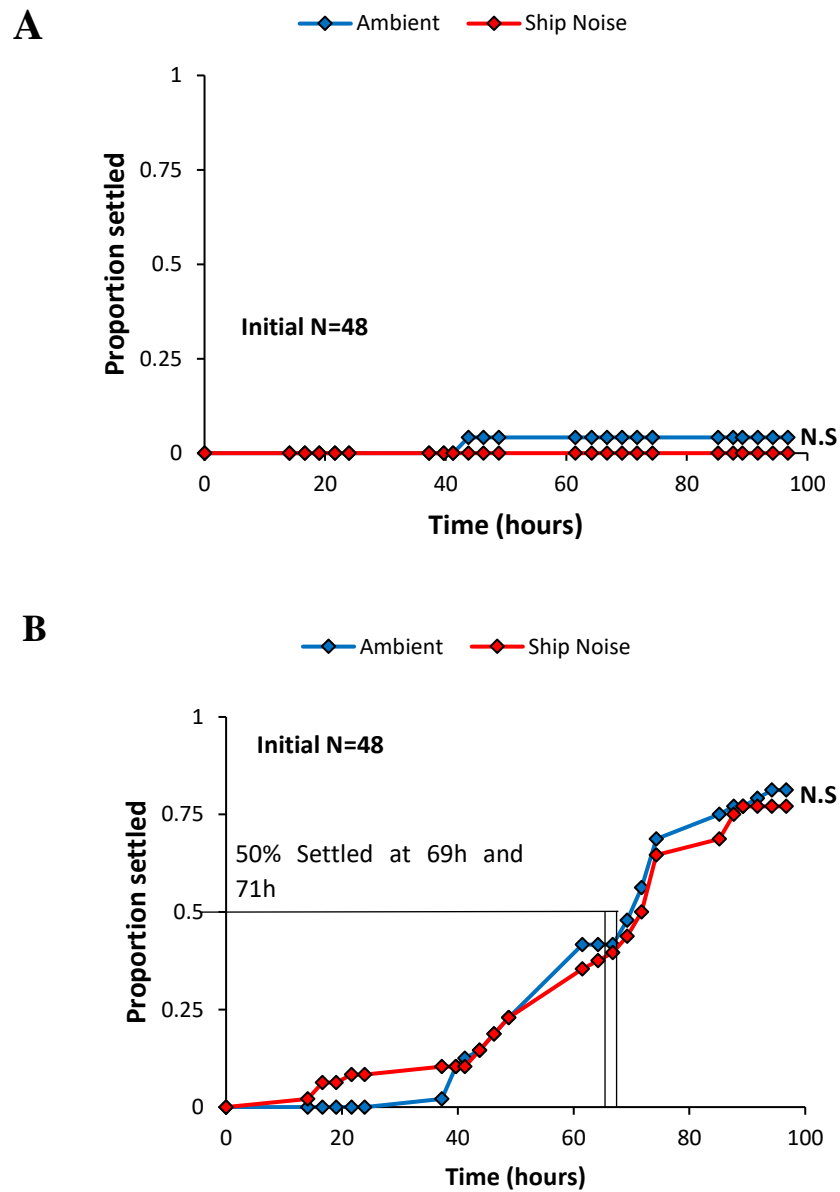 A
Ambient Ship Noise
1
0.75
0.5
0.25
0
Proportion settled
Initial N=48
N.S
0 20 40 60 80 100
Time (hours)
B
Ambient Ship Noise
1
0.75
0.5
0.25
0
Proportion settled
Initial N=48
50% Settled at 69h and
71h
N.S
0 20 40 60 80 100
Time (hours)